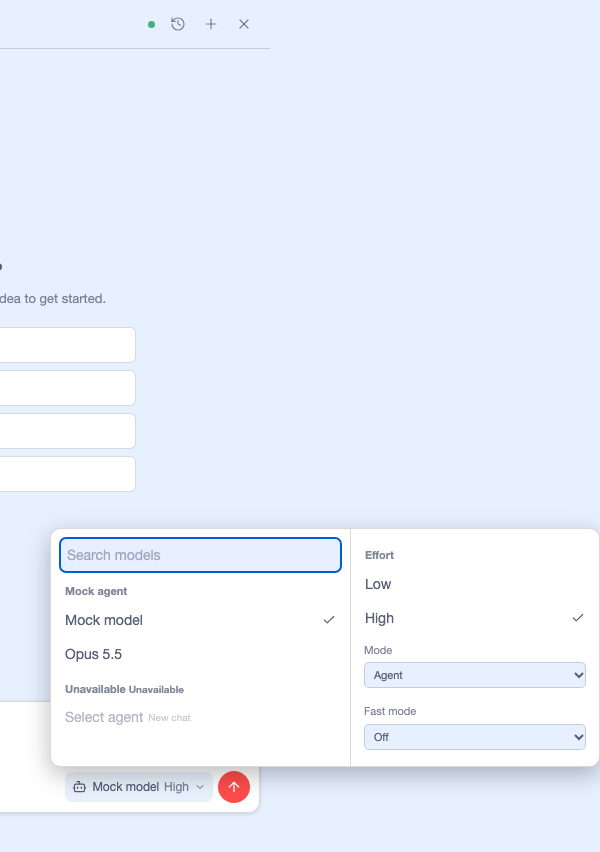 dea to get started.
Search models
Mock agent
Mock model
Opus 5.5
Unavailable Unavailable
Select agent New chat
Effort
Low
High
Mode
Agent
Fast mode
Off
Mock model High